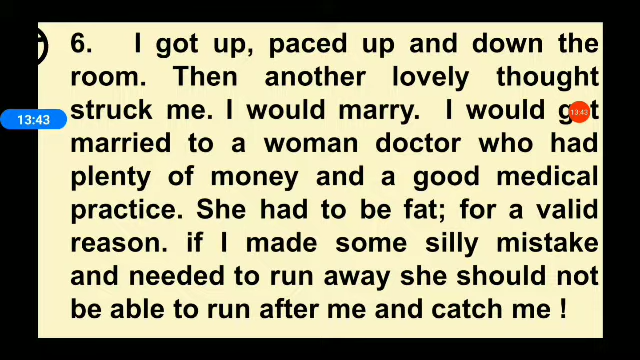 6. I got up, paced up and down the
room. Then another lovely thought
struck me. I would marry. I would get
13:43
13:43
married to a woman doctor who had
plenty of money and a good medical
practice. She had to be fat; for a valid
reason. if I made some silly mistake
and needed to run away she should not
be able to run after me and catch me !